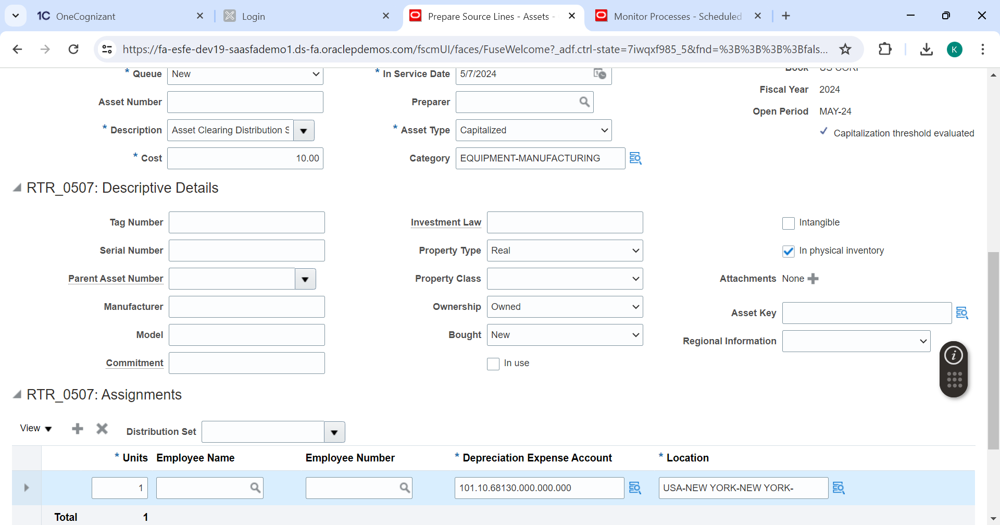 OneCognizant
Login
Prepare Source Lines - Assets -
Monitor Processes - Scheduled
https://fa-esfe-dev19-saasfademo1.ds-fa.oraclepdemos.com/fscmUI/faces/FuseWelcome?_adf.ctrl-state=7iwqxf985_5&fnd=%3B%3B%3B%3Bfals...
K
* Queue New
* In Service Date 5/7/2024
Book US CORP
Asset Number
Preparer
Fiscal Year 2024
Open Period MAY-24
* Description Asset Clearing Distribution S
* Asset Type Capitalized
Capitalization threshold evaluated
* Cost 10.00
Category EQUIPMENT-MANUFACTURING
RTR_0507: Descriptive Details
Tag Number
Investment Law
Intangible
Serial Number
Property Type Real
In physical inventory
Parent Asset Number
Property Class
Attachments None
Manufacturer
Ownership Owned
Asset Key
Model
Bought New
Regional Information
Commitment
In use
RTR_0507: Assignments
View
Distribution Set
* Units Employee Name Employee Number * Depreciation Expense Account * Location
1 101.10.68130.000.000.000 USA-NEW YORK-NEW YORK-
Total 1